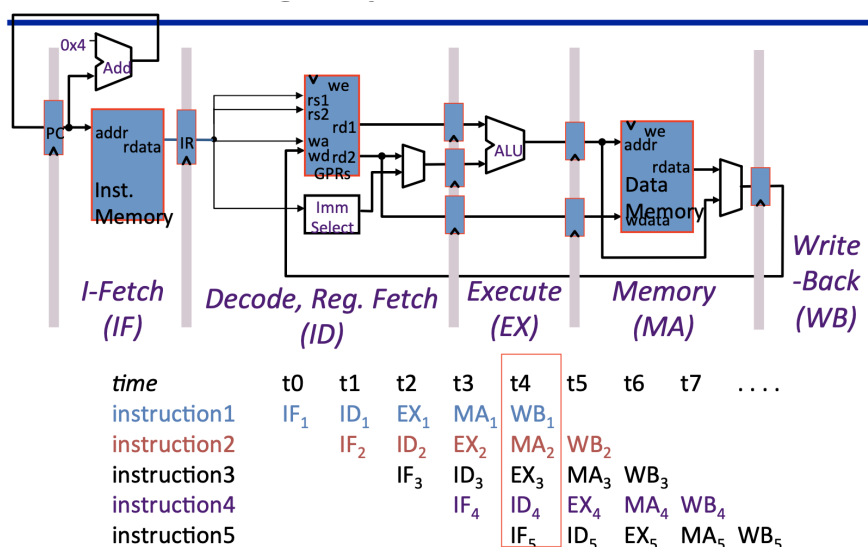 0x4
Add
PC
addr
rdata
Inst.
Memory
IR
we
rs1
rs2
rd1
wa
wd rd2
GPRs
Imm
Select
ALU
we
addr
rdata
Data
Memory
wdata
I-Fetch
(IF)
Decode, Reg. Fetch
(ID)
Execute
(EX)
Memory
(MA)
Write
-Back
(WB)
time t0 t1 t2 t3 t4 t5 t6 t7 ....
instruction1 IF₁ ID₁ EX₁ MA₁ WB₁
instruction2 IF₂ ID₂ EX₂ MA₂ WB₂
instruction3 IF₃ ID₃ EX₃ MA₃ WB₃
instruction4 IF₄ ID₄ EX₄ MA₄ WB₄
instruction5 IF₅ ID₅ EX₅ MA₅ WB₅